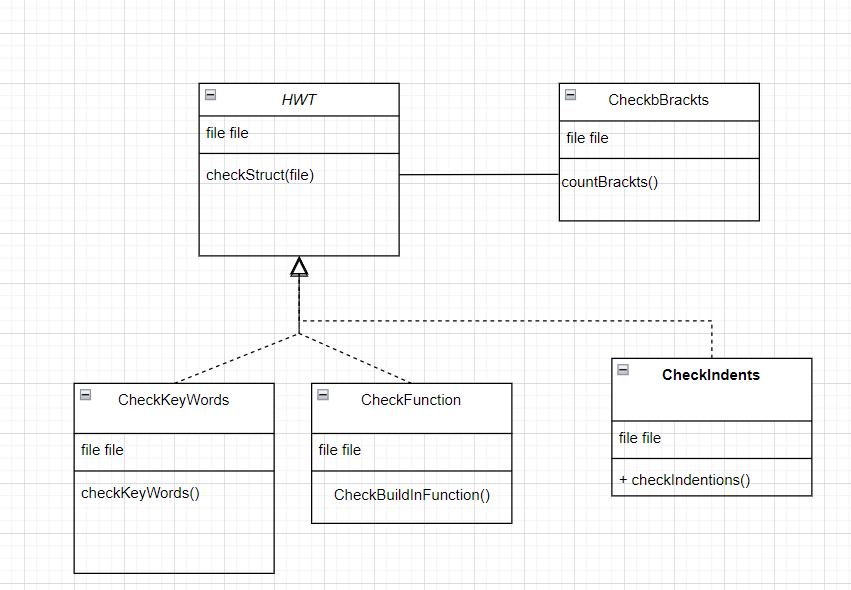 HWT
file file
checkStruct(file)
CheckbBrackts
file file
countBrackts()
CheckKeyWords
file file
checkKeyWords()
CheckFunction
file file
CheckBuildInFunction()
CheckIndents
file file
+ checkIndentions()